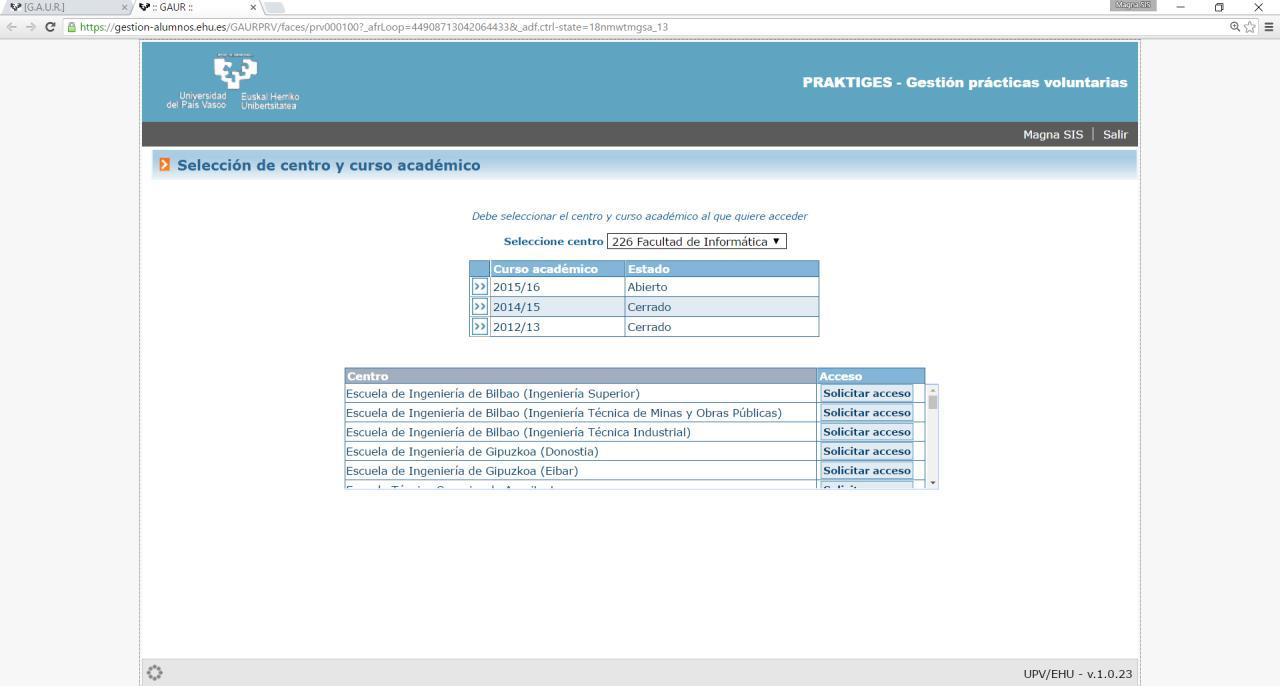 [G.A.U.R.]
:: GAUR ::
Magna SIS
https://gestion-alumnos.ehu.es/GAURPRV/faces/prv000100?_afrLoop=44908713042064433&_adf.ctrl-state=18nmwtmgsa_13
Universidad del País Vasco
Euskal Herriko Unibertsitatea
PRAKTIGES - Gestión prácticas voluntarias
Magna SIS | Salir
Selección de centro y curso académico
Debe seleccionar el centro y curso académico al que quiere acceder
Seleccione centro 226 Facultad de Informática
Curso académico Estado
>> 2015/16 Abierto
>> 2014/15 Cerrado
>> 2012/13 Cerrado
Centro Acceso
Escuela de Ingeniería de Bilbao (Ingeniería Superior) Solicitar acceso
Escuela de Ingeniería de Bilbao (Ingeniería Técnica de Minas y Obras Públicas) Solicitar acceso
Escuela de Ingeniería de Bilbao (Ingeniería Técnica Industrial) Solicitar acceso
Escuela de Ingeniería de Gipuzkoa (Donostia) Solicitar acceso
Escuela de Ingeniería de Gipuzkoa (Eibar) Solicitar acceso
UPV/EHU - v.1.0.23